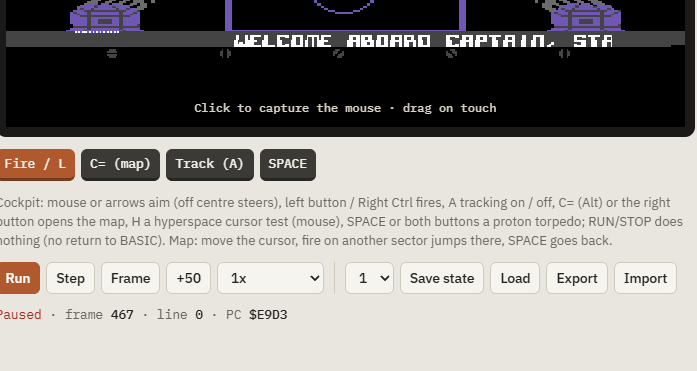 WELCOME ABOARD CAPTAIN, STA
Click to capture the mouse · drag on touch
Fire / L C= (map) Track (A) SPACE
Cockpit: mouse or arrows aim (off centre steers), left button / Right Ctrl fires, A tracking on / off, C= (Alt) or the right
button opens the map, H a hyperspace cursor test (mouse), SPACE or both buttons a proton torpedo; RUN/STOP does
nothing (no return to BASIC). Map: move the cursor, fire on another sector jumps there, SPACE goes back.
Run Step Frame +50 1x 1 Save state Load Export Import
Paused · frame 467 · line 0 · PC $E9D3